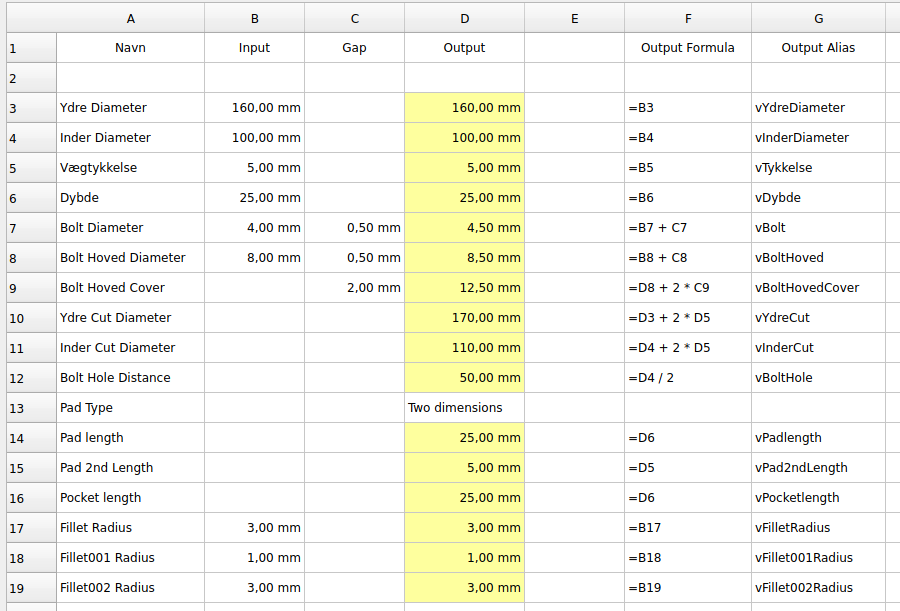 A B C D E F G
1 Navn Input Gap Output Output Formula Output Alias
2
3 Ydre Diameter 160,00 mm 160,00 mm =B3 vYdreDiameter
4 Inder Diameter 100,00 mm 100,00 mm =B4 vInderDiameter
5 Vægtykkelse 5,00 mm 5,00 mm =B5 vTykkelse
6 Dybde 25,00 mm 25,00 mm =B6 vDybde
7 Bolt Diameter 4,00 mm 0,50 mm 4,50 mm =B7 + C7 vBolt
8 Bolt Hoved Diameter 8,00 mm 0,50 mm 8,50 mm =B8 + C8 vBoltHoved
9 Bolt Hoved Cover 2,00 mm 12,50 mm =D8 + 2 * C9 vBoltHovedCover
10 Ydre Cut Diameter 170,00 mm =D3 + 2 * D5 vYdreCut
11 Inder Cut Diameter 110,00 mm =D4 + 2 * D5 vInderCut
12 Bolt Hole Distance 50,00 mm =D4 / 2 vBoltHole
13 Pad Type Two dimensions
14 Pad length 25,00 mm =D6 vPadlength
15 Pad 2nd Length 5,00 mm =D5 vPad2ndLength
16 Pocket length 25,00 mm =D6 vPocketlength
17 Fillet Radius 3,00 mm 3,00 mm =B17 vFilletRadius
18 Fillet001 Radius 1,00 mm 1,00 mm =B18 vFillet001Radius
19 Fillet002 Radius 3,00 mm 3,00 mm =B19 vFillet002Radius